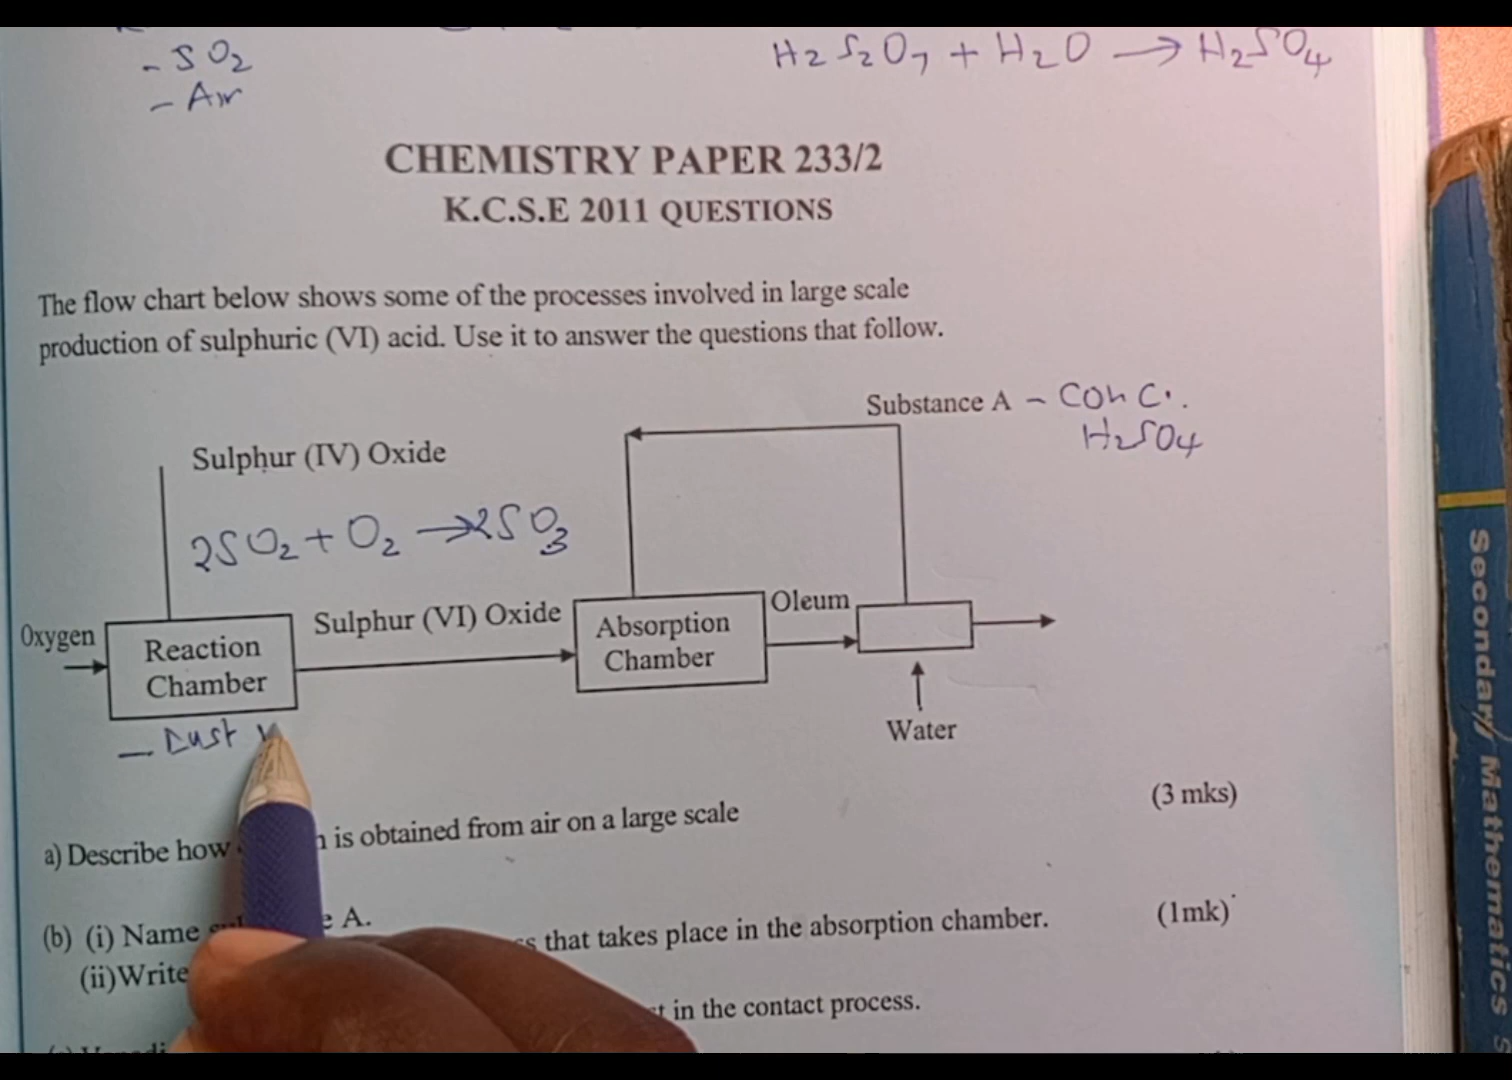 - SO2
- Air
H2S2O7 + H2O → H2SO4
CHEMISTRY PAPER 233/2
K.C.S.E 2011 QUESTIONS
The flow chart below shows some of the processes involved in large scale
production of sulphuric (VI) acid. Use it to answer the questions that follow.
Substance A - Conc.
H2SO4
Sulphur (IV) Oxide
2SO2 + O2 → 2SO3
Oxygen
Reaction
Chamber
Sulphur (VI) Oxide
Absorption
Chamber
Oleum
Water
- Dust
(3 mks)
a) Describe how is obtained from air on a large scale
(b) (i) Name A.
(ii) Write that takes place in the absorption chamber. (1mk)
in the contact process.
Secondary Mathematics